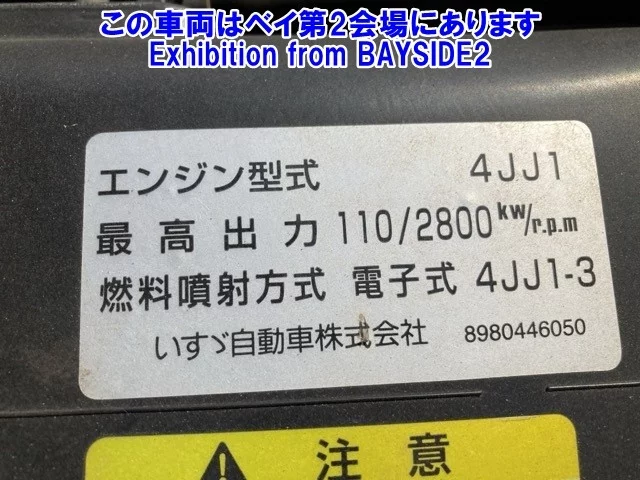 この車両はベイ第2会場にあります
Exhibition from BAYSIDE2
エンジン型式 4JJ1
最高出力 110/2800 kw/r.p.m
燃料噴射方式 電子式 4JJ1-3
いすゞ自動車株式会社 8980446050
注意